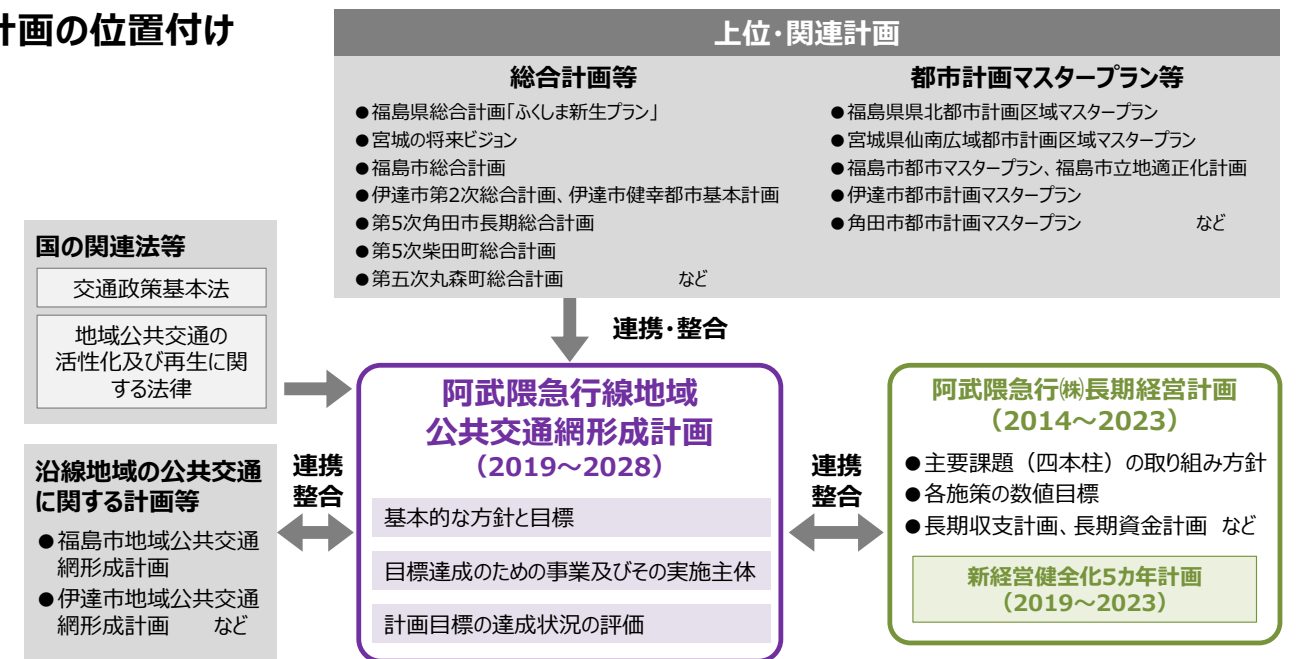 計画の位置付け
上位・関連計画
総合計画等
●福島県総合計画「ふくしま新生プラン」
●宮城の将来ビジョン
●福島市総合計画
●伊達市第2次総合計画、伊達市健幸都市基本計画
●第5次角田市長期総合計画
●第5次柴田町総合計画
●第五次丸森町総合計画 など
都市計画マスタープラン等
●福島県県北都市計画区域マスタープラン
●宮城県仙南広域都市計画区域マスタープラン
●福島市都市マスタープラン、福島市立地適正化計画
●伊達市都市計画マスタープラン
●角田市都市計画マスタープラン など
国の関連法等
交通政策基本法
地域公共交通の
活性化及び再生に関
する法律
連携・整合
沿線地域の公共交通
に関する計画等
●福島市地域公共交通
網形成計画
●伊達市地域公共交通
網形成計画 など
連携
整合
阿武隈急行線地域
公共交通網形成計画
（2019～2028）
基本的な方針と目標
目標達成のための事業及びその実施主体
計画目標の達成状況の評価
連携
整合
阿武隈急行㈱長期経営計画
（2014～2023）
●主要課題（四本柱）の取り組み方針
●各施策の数値目標
●長期収支計画、長期資金計画 など
新経営健全化5カ年計画
（2019～2023）